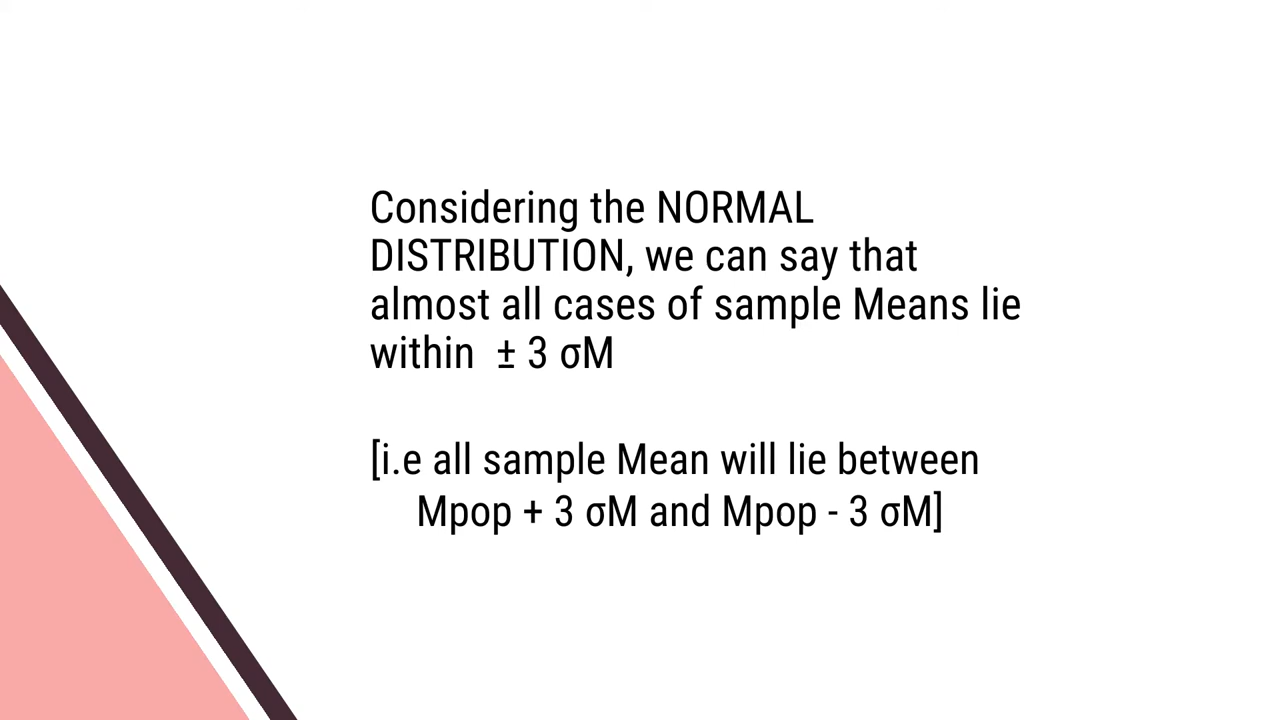 Considering the NORMAL
DISTRIBUTION, we can say that
almost all cases of sample Means lie
within ± 3 σM
[i.e all sample Mean will lie between
Mpop + 3 σM and Mpop - 3 σM]